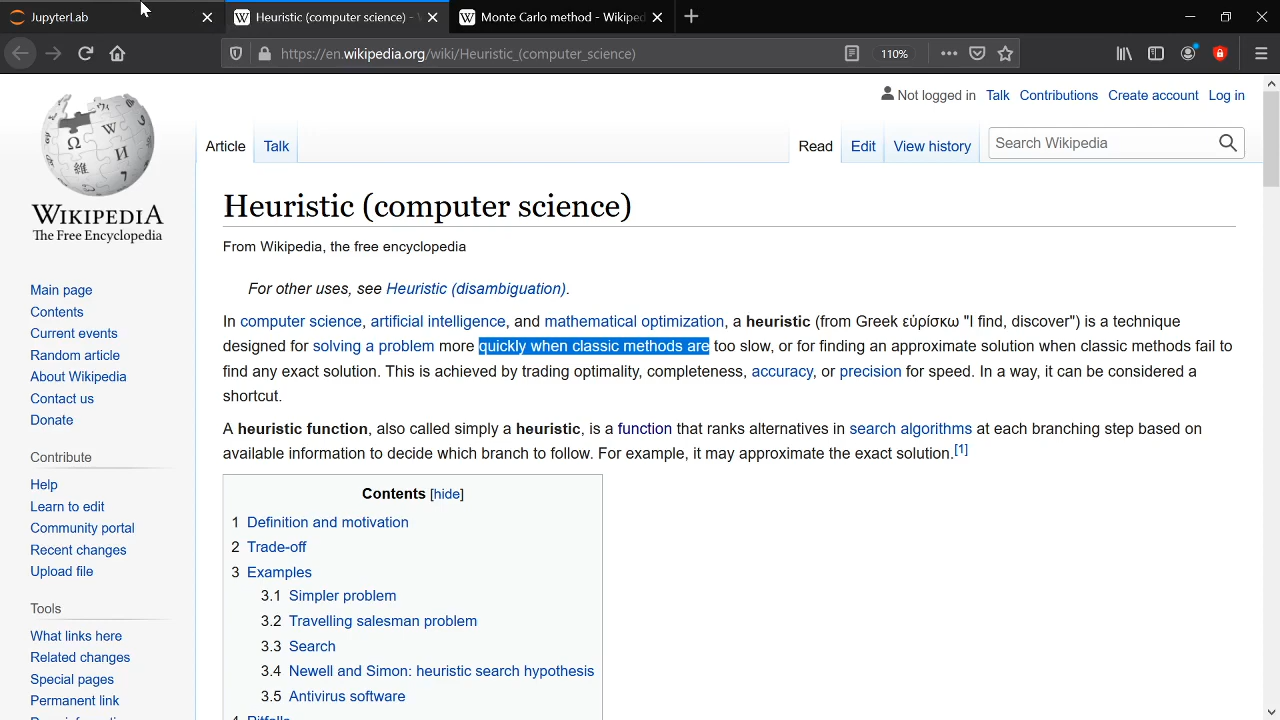 JupyterLab
Heuristic (computer science) -
Monte Carlo method - Wikiped
https://en.wikipedia.org/wiki/Heuristic_(computer_science)
110%
Not logged in Talk Contributions Create account Log in
Article Talk Read Edit View history Search Wikipedia
WIKIPEDIA
The Free Encyclopedia
Main page
Contents
Current events
Random article
About Wikipedia
Contact us
Donate
Contribute
Help
Learn to edit
Community portal
Recent changes
Upload file
Tools
What links here
Related changes
Special pages
Permanent link
Heuristic (computer science)
From Wikipedia, the free encyclopedia
For other uses, see Heuristic (disambiguation).
In computer science, artificial intelligence, and mathematical optimization, a heuristic (from Greek εὑρίσκω "I find, discover") is a technique
designed for solving a problem more quickly when classic methods are too slow, or for finding an approximate solution when classic methods fail to
find any exact solution. This is achieved by trading optimality, completeness, accuracy, or precision for speed. In a way, it can be considered a
shortcut.
A heuristic function, also called simply a heuristic, is a function that ranks alternatives in search algorithms at each branching step based on
available information to decide which branch to follow. For example, it may approximate the exact solution.[1]
Contents [hide]
1 Definition and motivation
2 Trade-off
3 Examples
3.1 Simpler problem
3.2 Travelling salesman problem
3.3 Search
3.4 Newell and Simon: heuristic search hypothesis
3.5 Antivirus software
4 Pitfalls